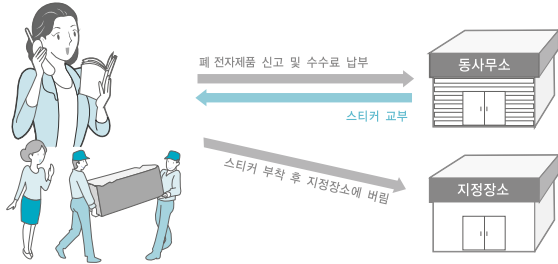 폐 전자제품 신고 및 수수료 납부
동사무소
스티커 교부
스티커 부착 후 지정장소에 버림
지정장소